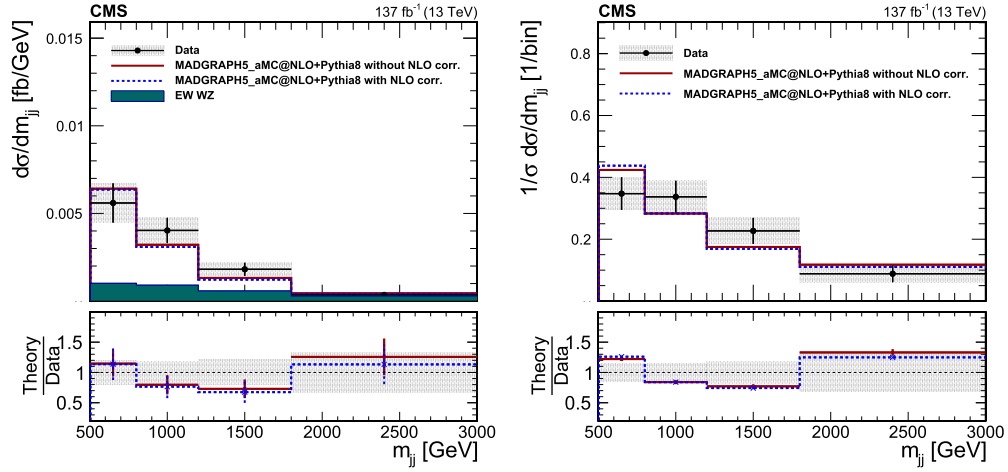 CMS 137 fb⁻¹ (13 TeV)
dσ/dm_jj [fb/GeV]
0.015
0.01
0.005
Data
MADGRAPH5_aMC@NLO+Pythia8 without NLO corr.
MADGRAPH5_aMC@NLO+Pythia8 with NLO corr.
EW WZ
Theory
Data
1.5
1
0.5
500 1000 1500 2000 2500 3000
m_jj [GeV]
CMS 137 fb⁻¹ (13 TeV)
1/σ dσ/dm_jj [1/bin]
0.8
0.6
0.4
0.2
Data
MADGRAPH5_aMC@NLO+Pythia8 without NLO corr.
MADGRAPH5_aMC@NLO+Pythia8 with NLO corr.
Theory
Data
1.5
1
0.5
500 1000 1500 2000 2500 3000
m_jj [GeV]